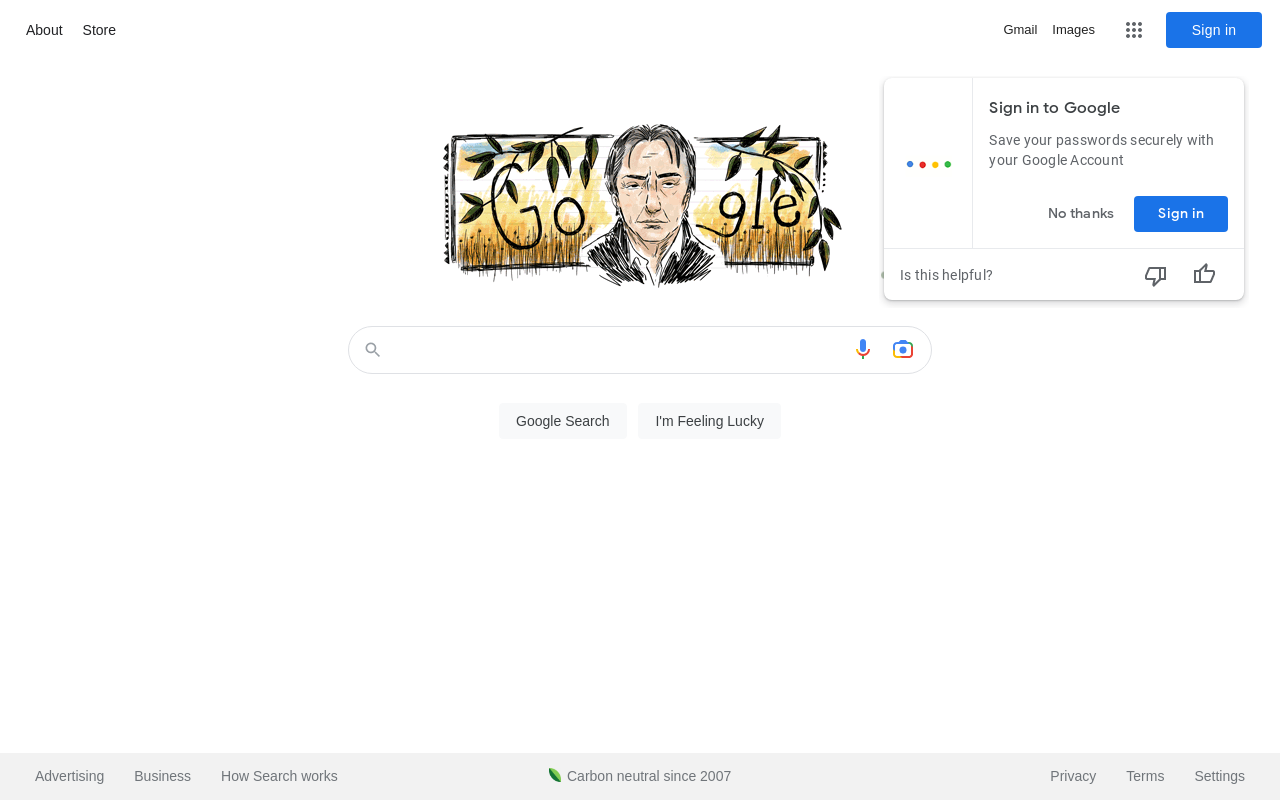 About Store
Gmail Images
Sign in
Go gle
Sign in to Google
Save your passwords securely with
your Google Account
No thanks
Sign in
Is this helpful?
Google Search
I'm Feeling Lucky
Advertising Business How Search works
Carbon neutral since 2007
Privacy Terms Settings